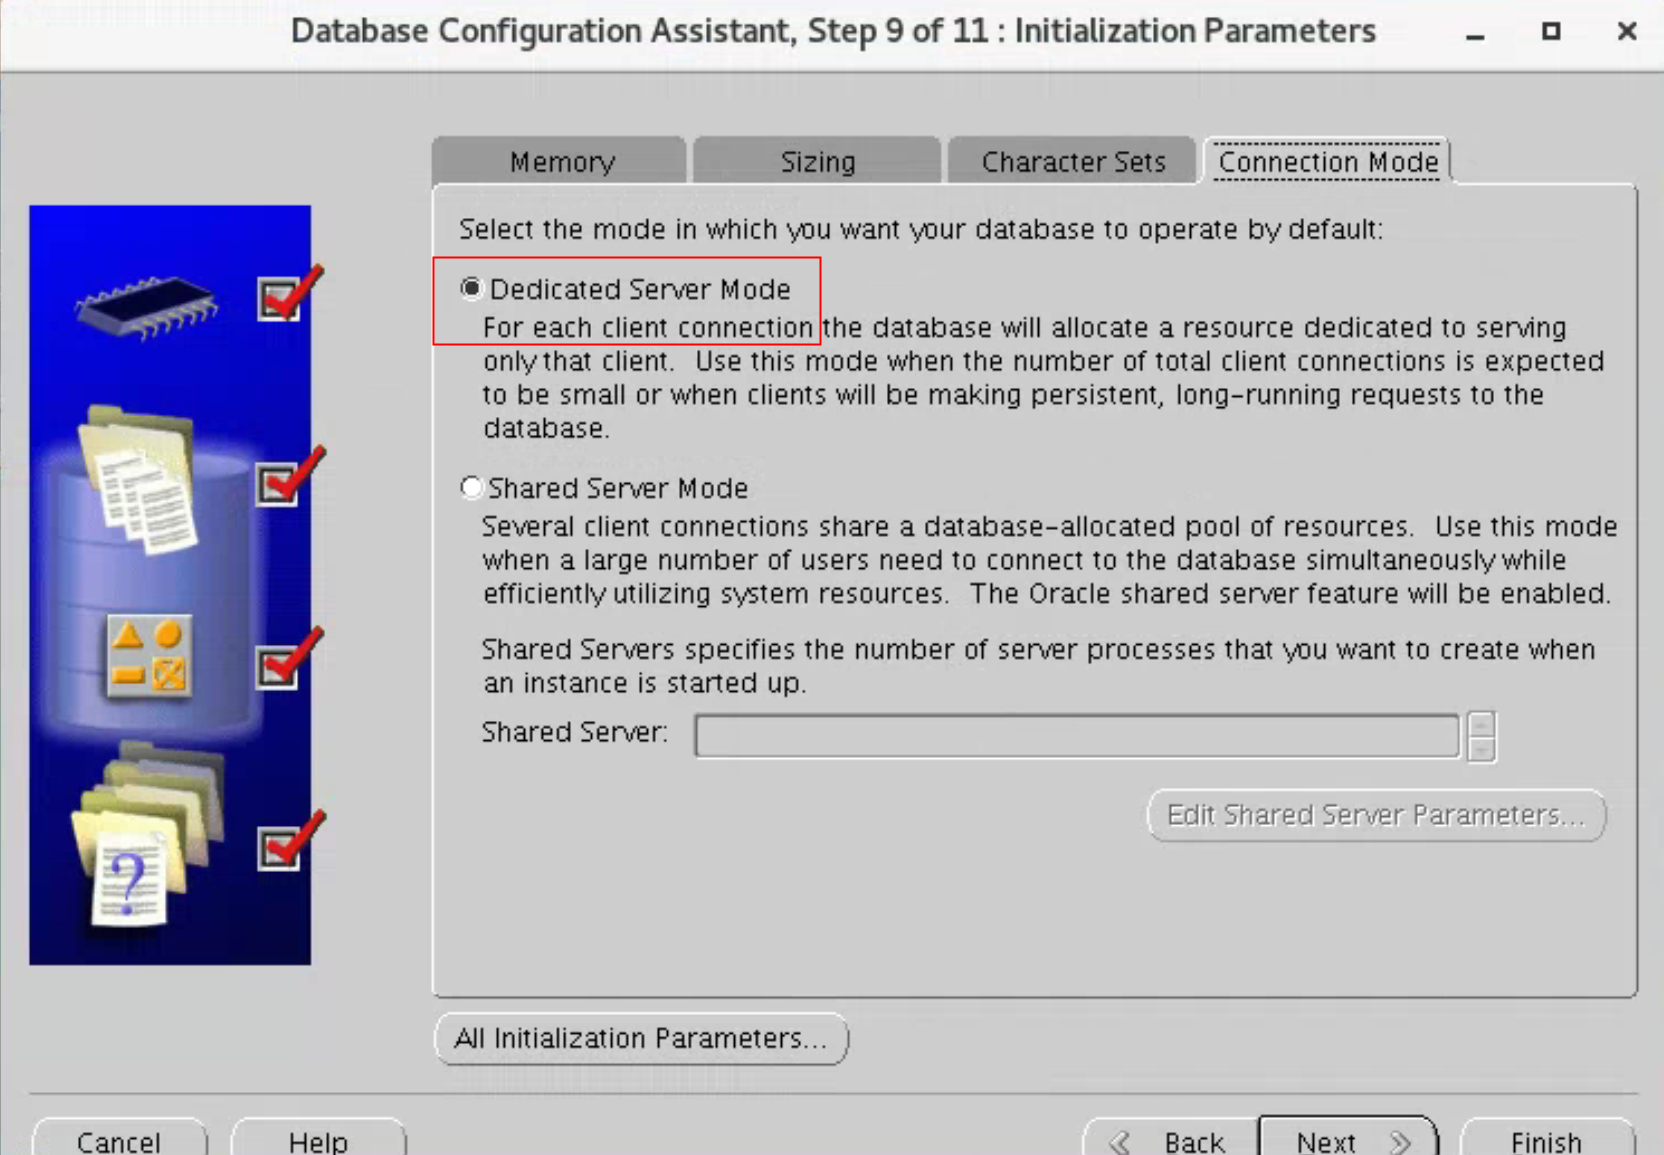 Database Configuration Assistant, Step 9 of 11 : Initialization Parameters
Memory
Sizing
Character Sets
Connection Mode
Select the mode in which you want your database to operate by default:
Dedicated Server Mode
For each client connection the database will allocate a resource dedicated to serving
only that client.  Use this mode when the number of total client connections is expected
to be small or when clients will be making persistent, long-running requests to the
database.
Shared Server Mode
Several client connections share a database-allocated pool of resources.  Use this mode
when a large number of users need to connect to the database simultaneously while
efficiently utilizing system resources.  The Oracle shared server feature will be enabled.
Shared Servers specifies the number of server processes that you want to create when
an instance is started up.
Shared Server:
Edit Shared Server Parameters...
All Initialization Parameters...
Cancel
Help
Back
Next
Finish